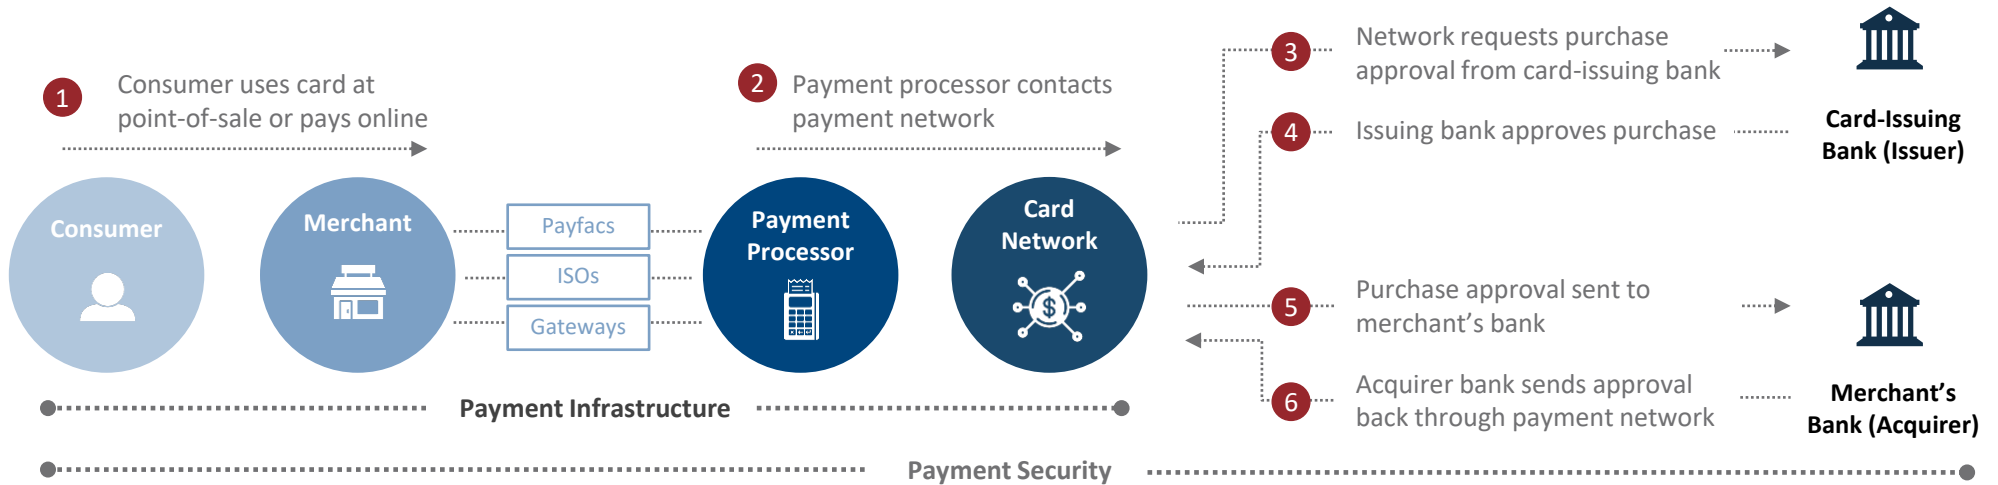 1
Consumer uses card at
point-of-sale or pays online
2
Payment processor contacts
payment network
3
Network requests purchase
approval from card-issuing bank
4
Issuing bank approves purchase
Card-Issuing
Bank (Issuer)
Consumer
Merchant
Payfacs
ISOs
Gateways
Payment
Processor
Card
Network
$
5
Purchase approval sent to
merchant's bank
6
Acquirer bank sends approval
back through payment network
Merchant's
Bank (Acquirer)
Payment Infrastructure
Payment Security